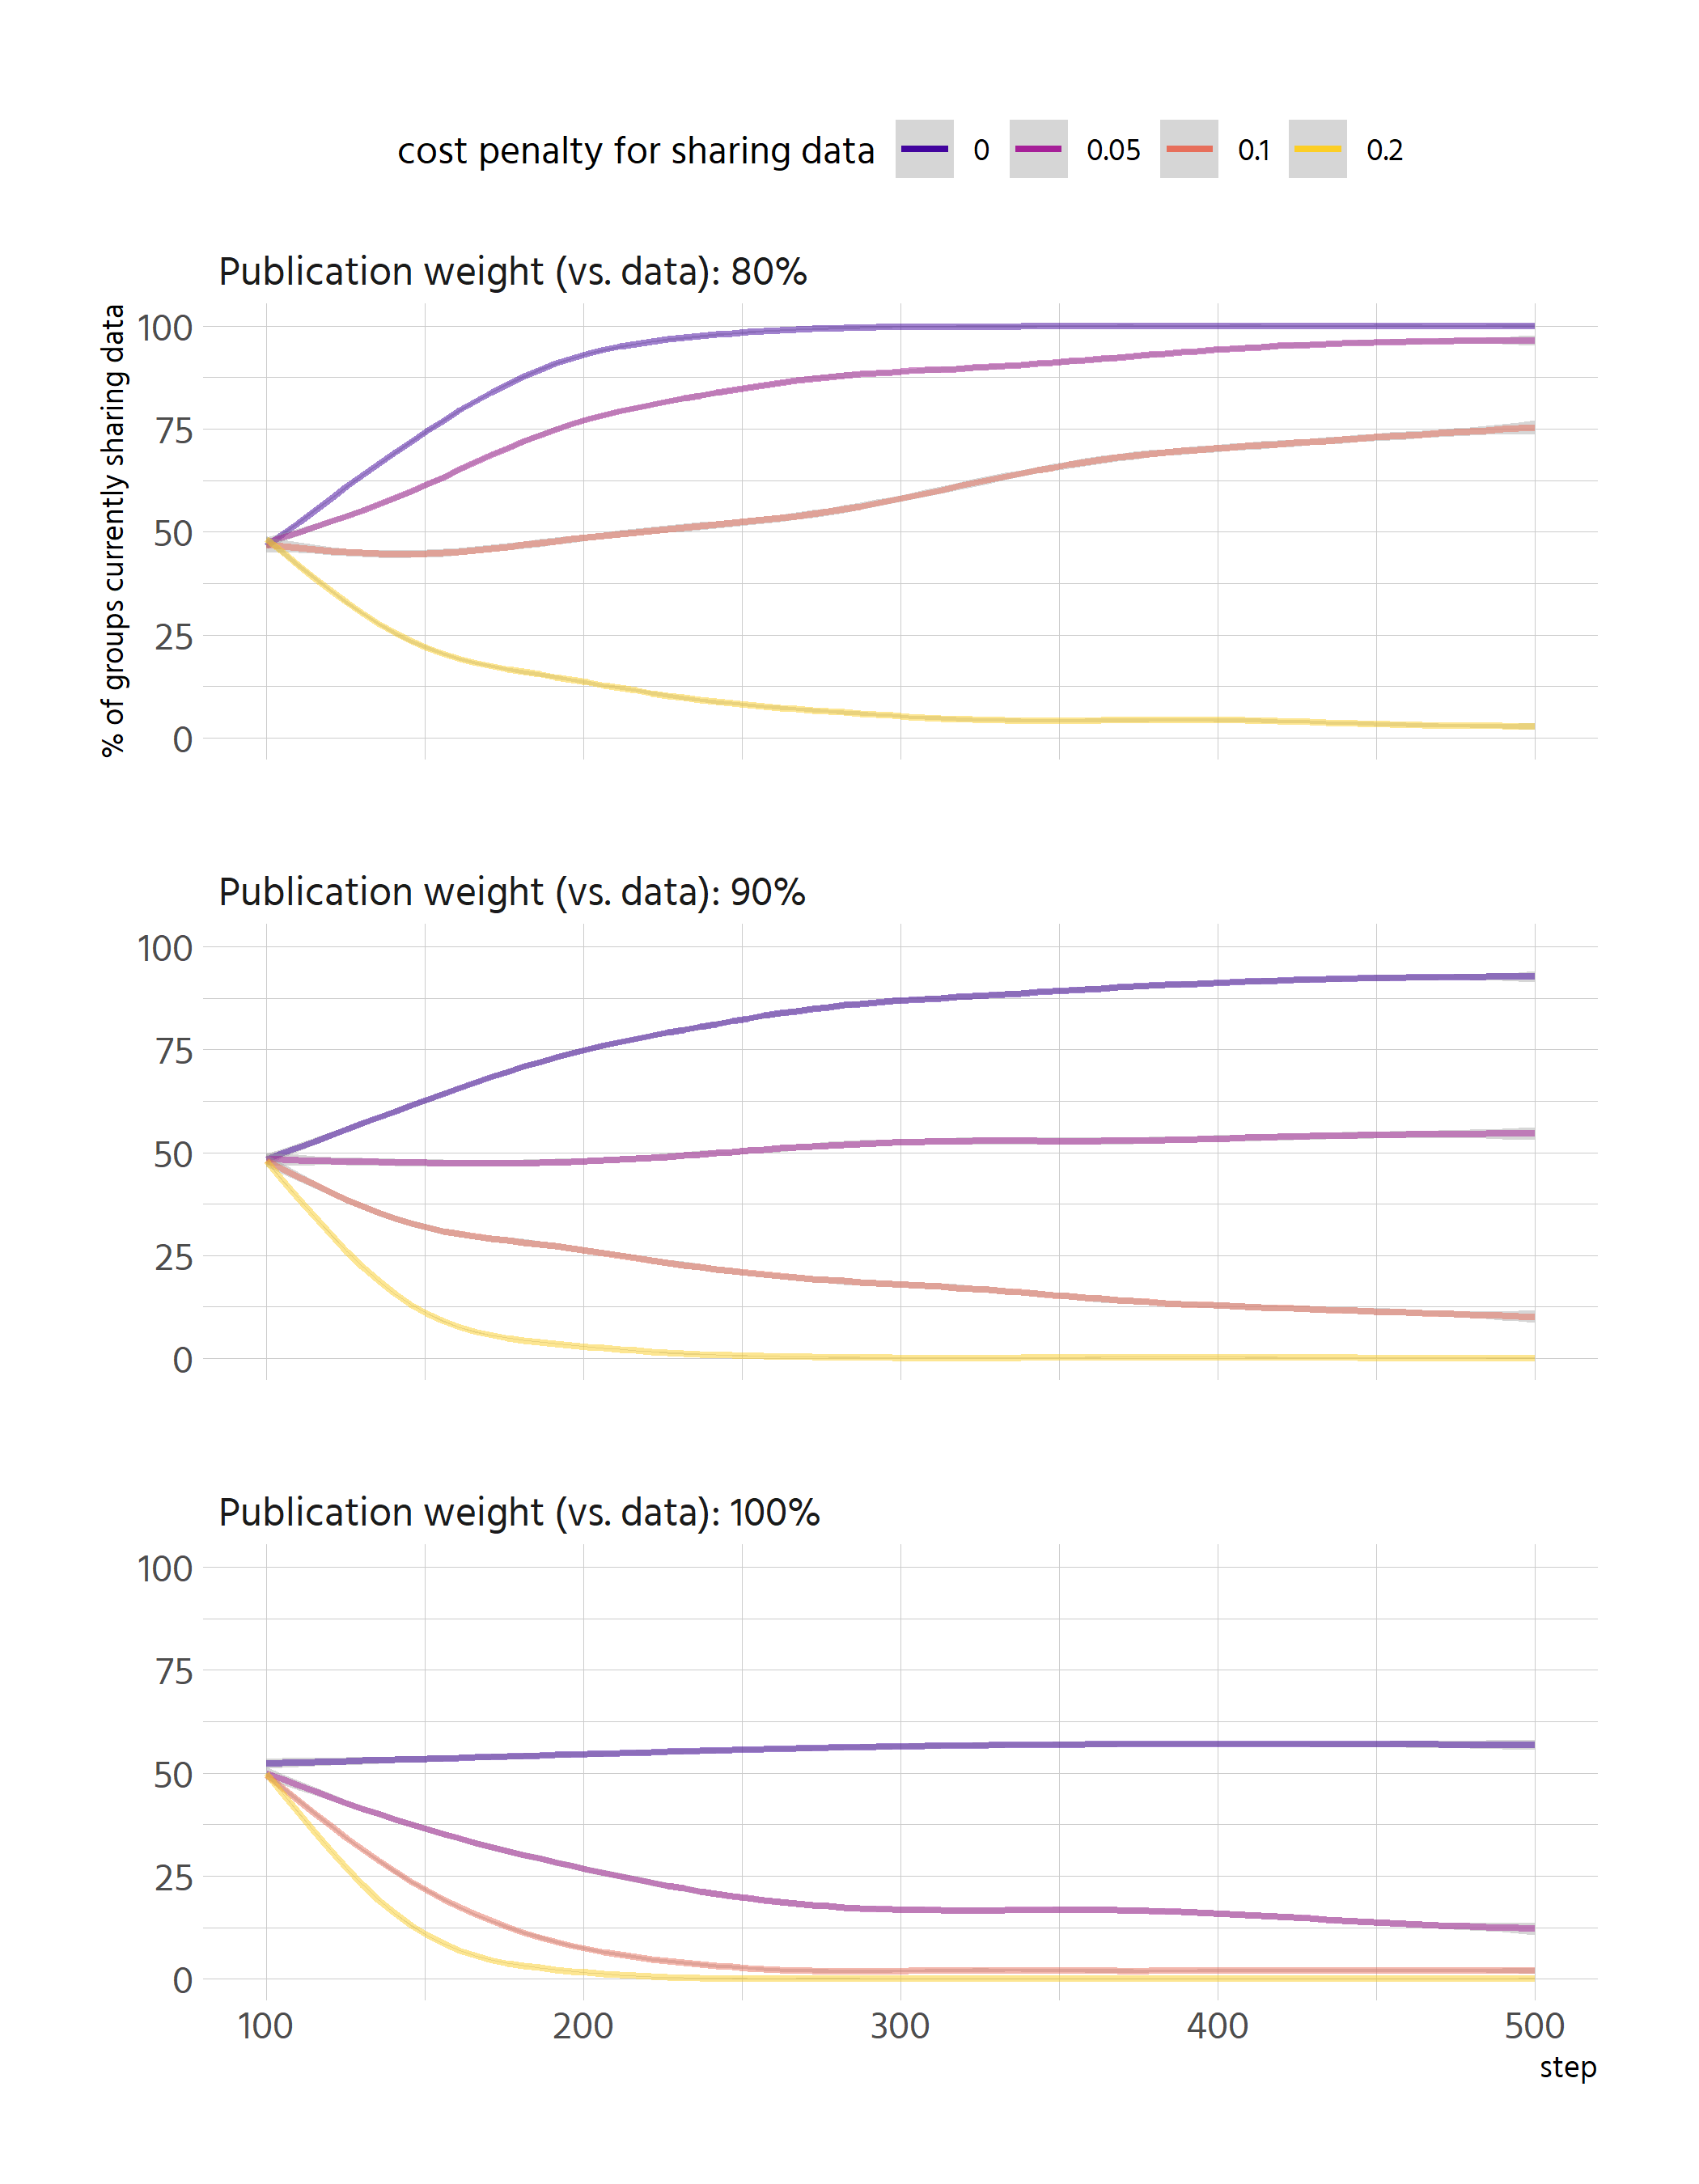 cost penalty for sharing data 0 0.05 0.1 0.2
Publication weight (vs. data): 80%
% of groups currently sharing data
100
75
50
25
0
Publication weight (vs. data): 90%
100
75
50
25
0
Publication weight (vs. data): 100%
100
75
50
25
0
100 200 300 400 500
step